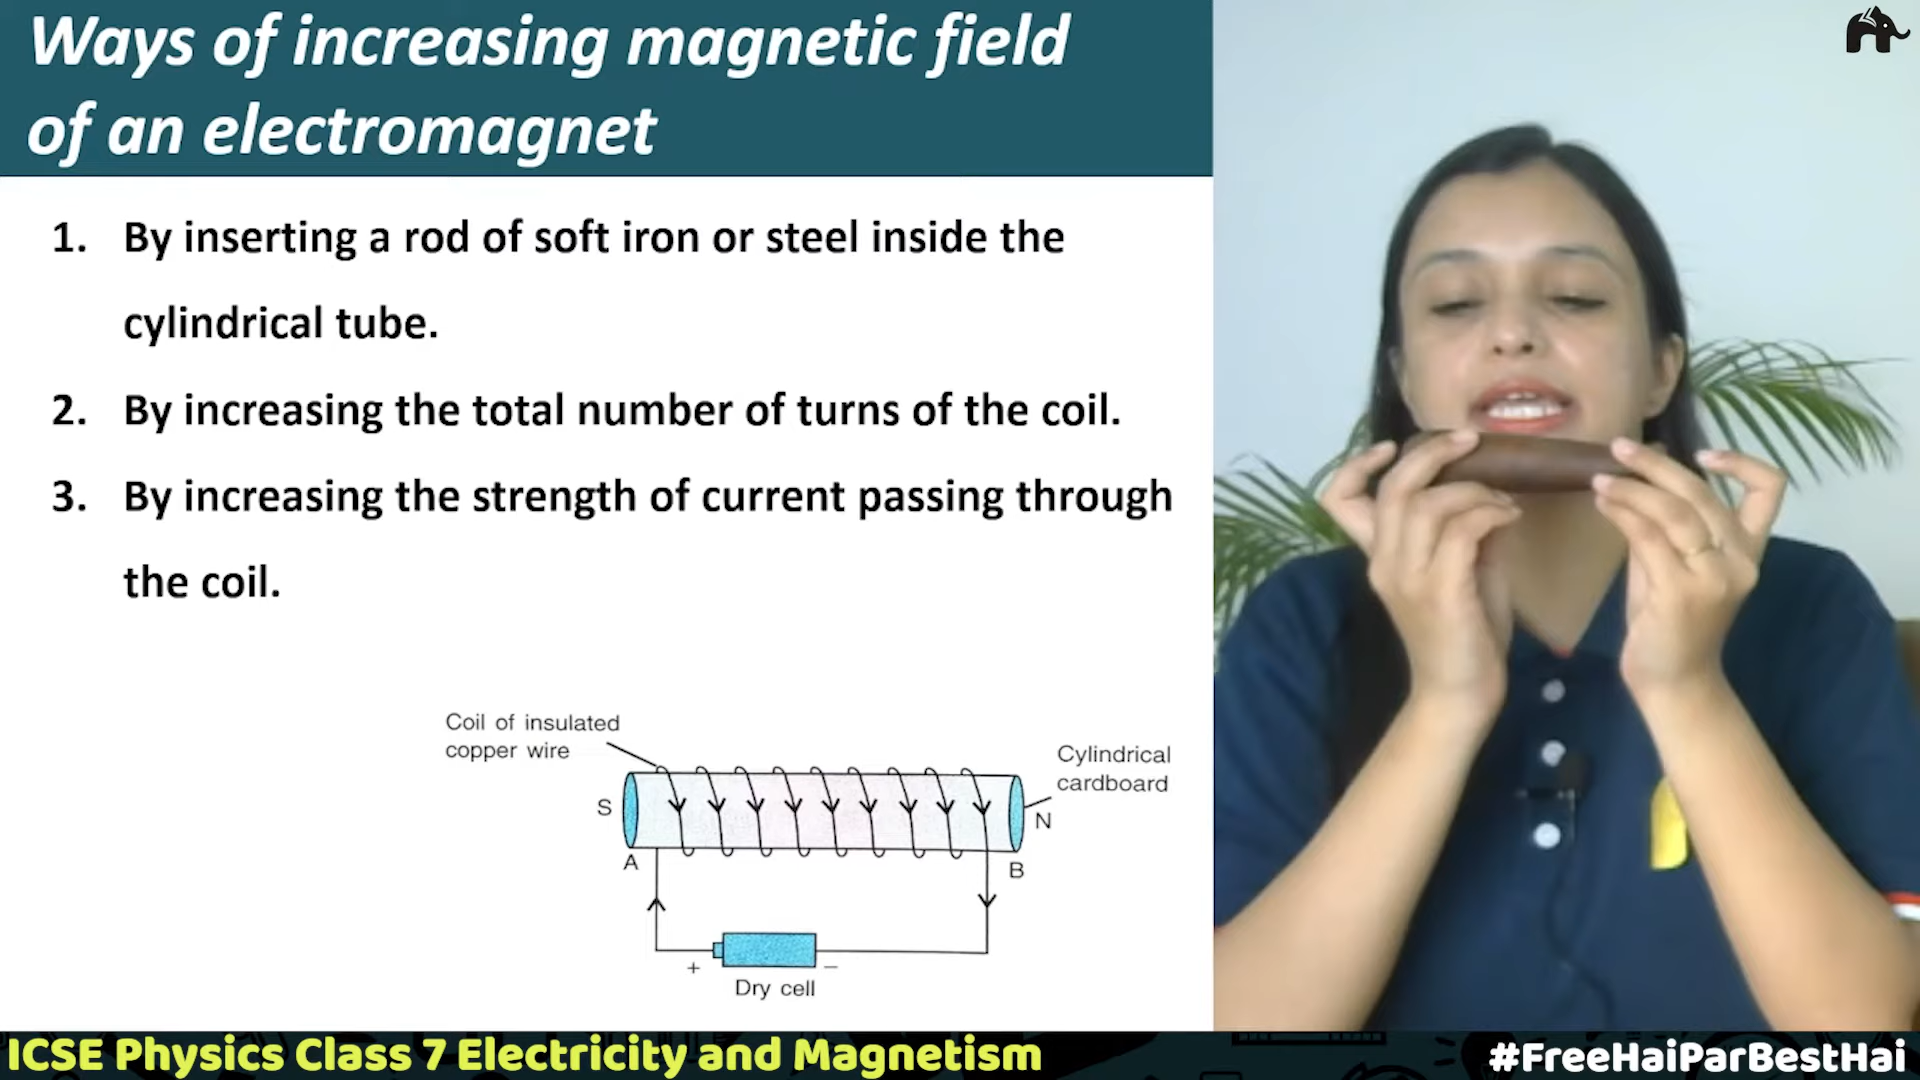 Ways of increasing magnetic field
of an electromagnet
1. By inserting a rod of soft iron or steel inside the
cylindrical tube.
2. By increasing the total number of turns of the coil.
3. By increasing the strength of current passing through
the coil.
Coil of insulated
copper wire
Cylindrical
cardboard
S
N
A
B
+
−
Dry cell
ICSE Physics Class 7 Electricity and Magnetism
#FreeHaiParBestHai